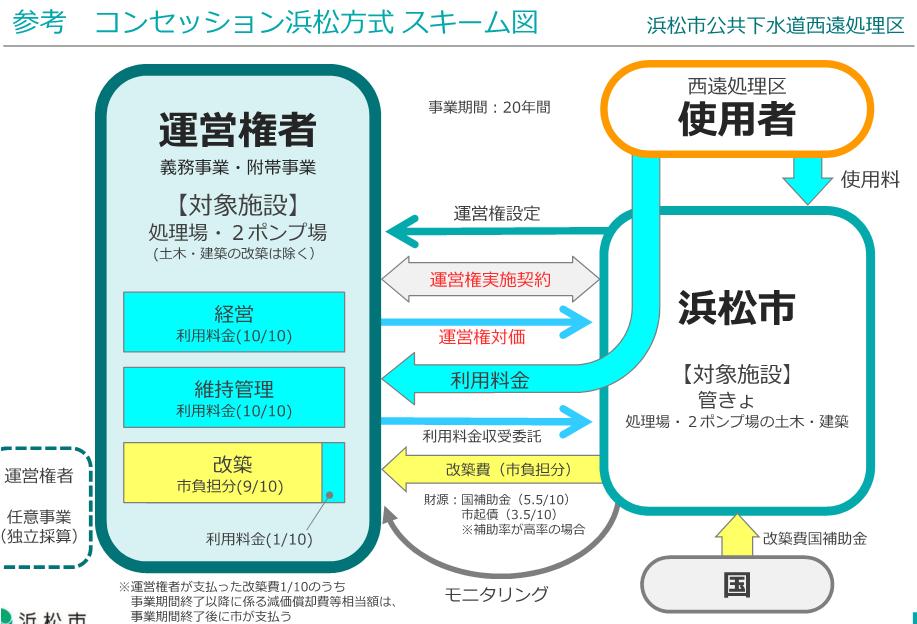 参考　コンセッション浜松方式 スキーム図
浜松市公共下水道西遠処理区
運営権者
義務事業・附帯事業
【対象施設】
処理場・２ポンプ場
(土木・建築の改築は除く)
経営
利用料金(10/10)
維持管理
利用料金(10/10)
改築
市負担分(9/10)
利用料金(1/10)
運営権者
任意事業
(独立採算)
※運営権者が支払った改築費1/10のうち
事業期間終了以降に係る減価償却費等相当額は、
事業期間終了後に市が支払う
浜松市
事業期間：20年間
運営権設定
運営権実施契約
運営権対価
利用料金
利用料金収受委託
改築費（市負担分）
財源：国補助金（5.5/10）
市起債（3.5/10）
※補助率が高率の場合
モニタリング
西遠処理区
使用者
使用料
浜松市
【対象施設】
管きょ
処理場・２ポンプ場の土木・建築
改築費国補助金
国